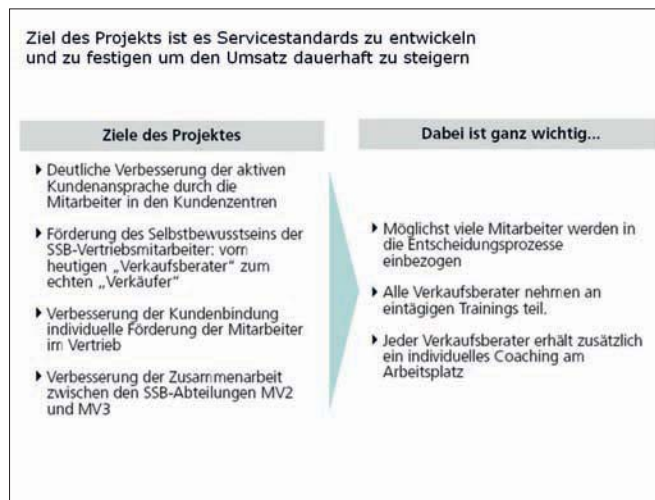 Ziel des Projekts ist es Servicestandards zu entwickeln
und zu festigen um den Umsatz dauerhaft zu steigern
Ziele des Projektes
Deutliche Verbesserung der aktiven
Kundenansprache durch die
Mitarbeiter in den Kundenzentren
Förderung des Selbstbewusstseins der
SSB-Vertriebsmitarbeiter: vom
heutigen „Verkaufsberater“ zum
echten „Verkäufer“
Verbesserung der Kundenbindung
individuelle Förderung der Mitarbeiter
im Vertrieb
Verbesserung der Zusammenarbeit
zwischen den SSB-Abteilungen MV2
und MV3
Dabei ist ganz wichtig...
Möglichst viele Mitarbeiter werden in
die Entscheidungsprozesse
einbezogen
Alle Verkaufsberater nehmen an
eintägigen Trainings teil.
Jeder Verkaufsberater erhält zusätzlich
ein individuelles Coaching am
Arbeitsplatz